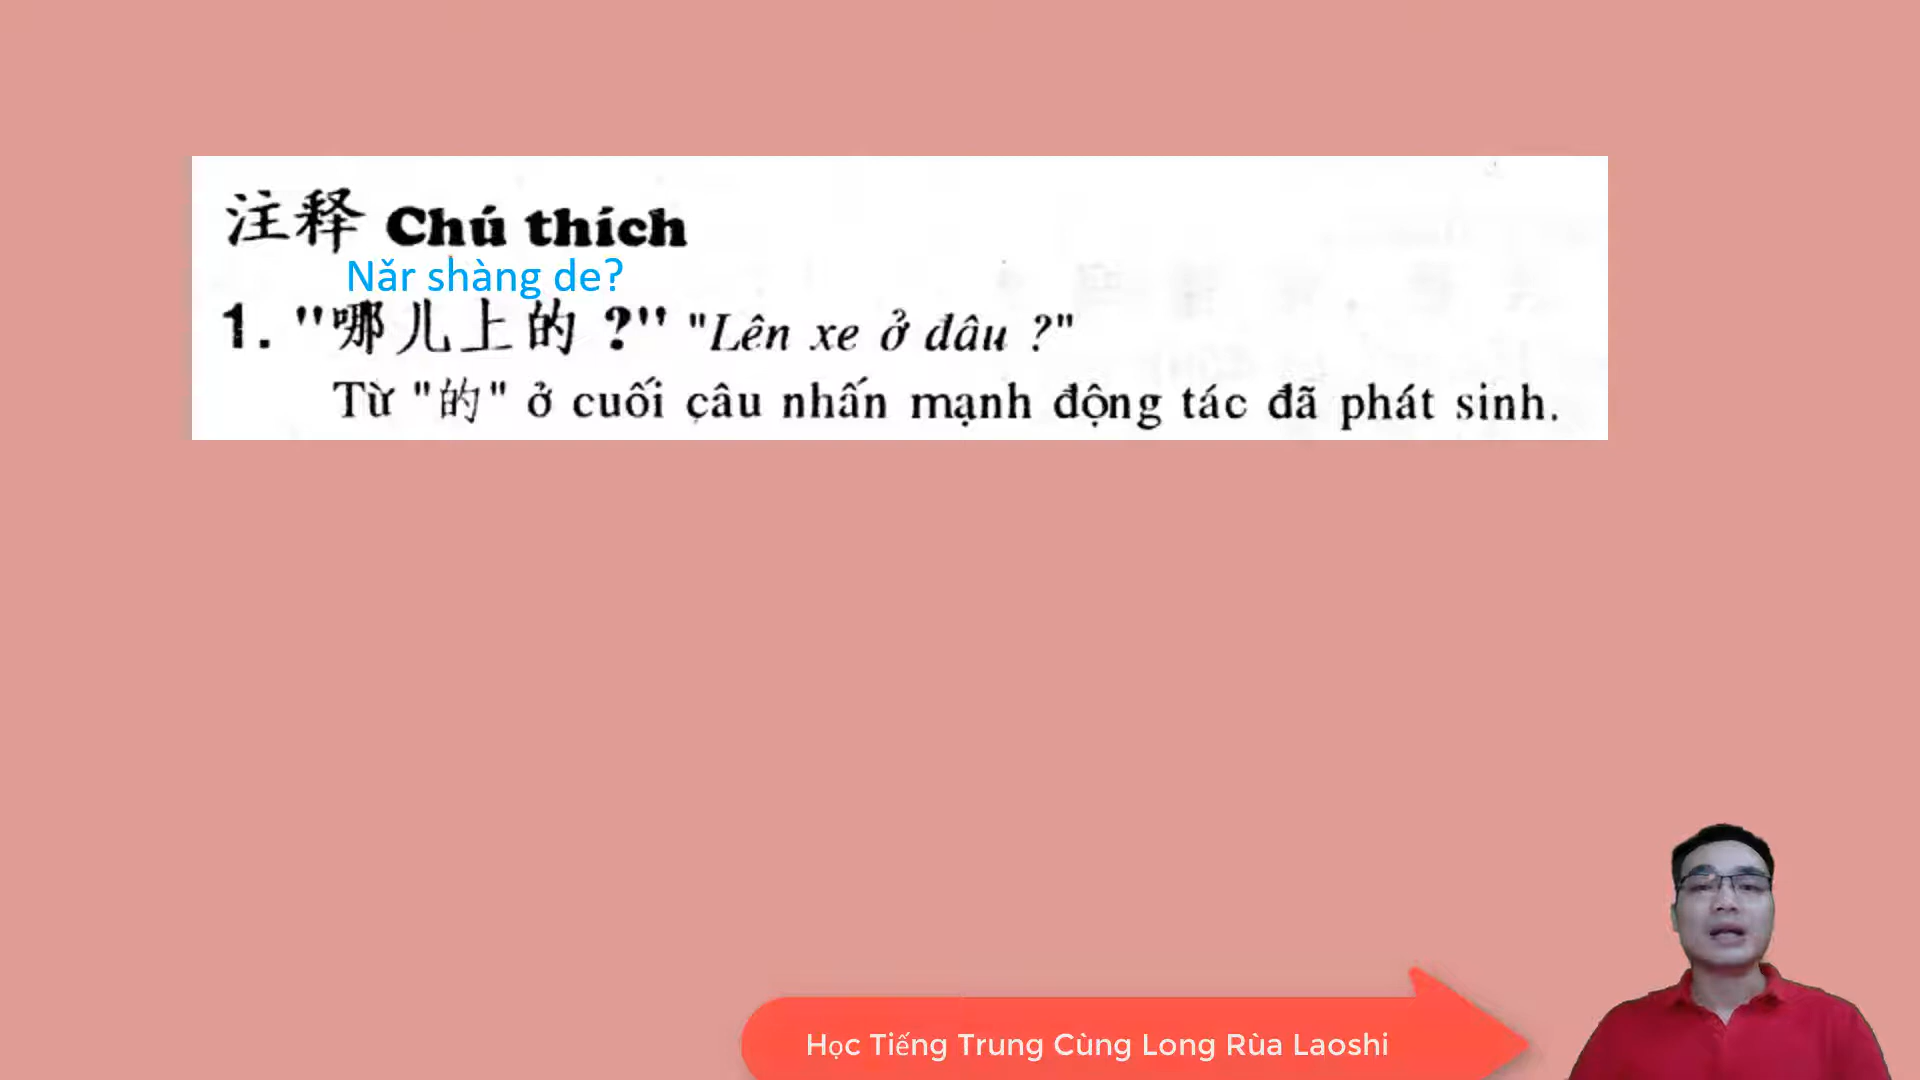 注释 Chú thích
Nǎr shàng de?
1. "哪儿上的?" "Lên xe ở đâu ?"
Từ "的" ở cuối câu nhấn mạnh động tác đã phát sinh.
Học Tiếng Trung Cùng Long Rùa Laoshi